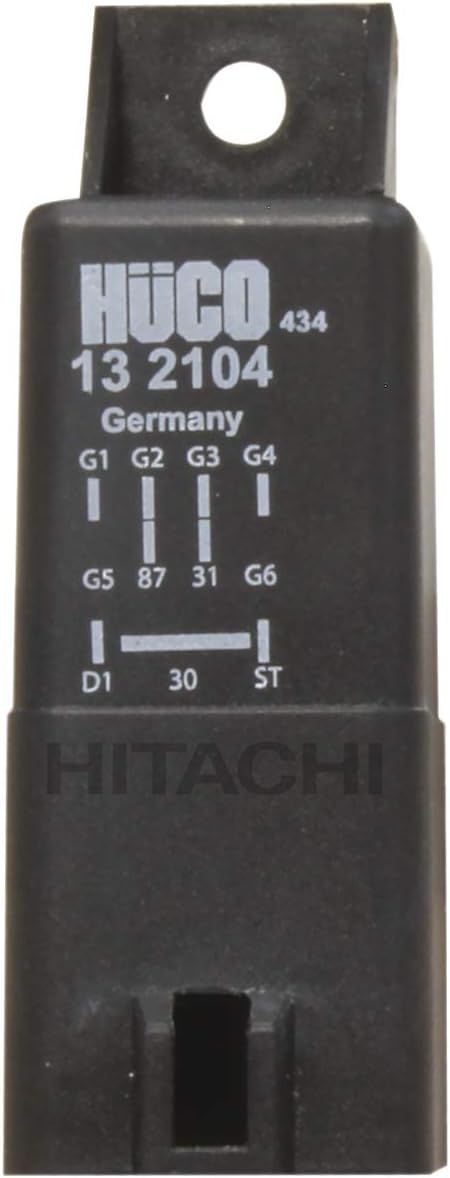 HÜCO 434
13 2104
Germany
G1 G2 G3 G4
G5 87 31 G6
D1 30 ST
HITACHI